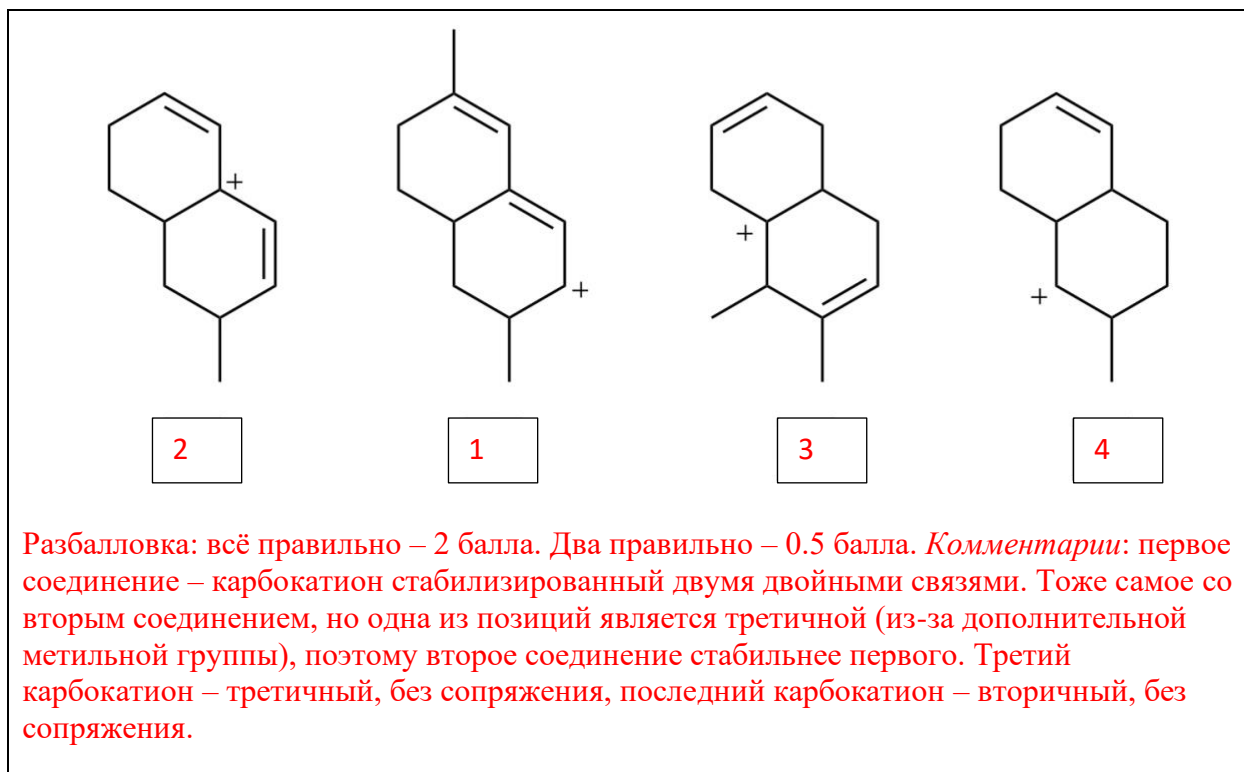 +
+
+
+
2
1
3
4
Разбалловка: всё правильно – 2 балла. Два правильно – 0.5 балла. Комментарии: первое
соединение – карбокатион стабилизированный двумя двойными связями. Тоже самое со
вторым соединением, но одна из позиций является третичной (из-за дополнительной
метильной группы), поэтому второе соединение стабильнее первого. Третий
карбокатион – третичный, без сопряжения, последний карбокатион – вторичный, без
сопряжения.